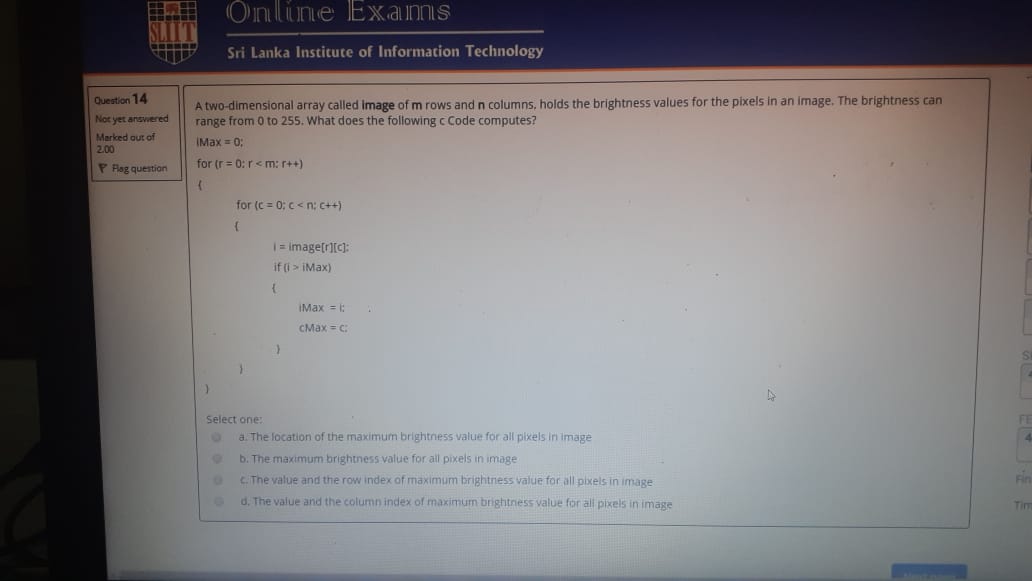 Online Exams
SLIIT
Sri Lanka Institute of Information Technology
Question 14
Not yet answered
Marked out of
2.00
Flag question
A two-dimensional array called image of m rows and n columns, holds the brightness values for the pixels in an image. The brightness can
range from 0 to 255. What does the following c Code computes?
iMax = 0;
for (r = 0; r < m; r++)
{
for (c = 0; c < n; c++)
{
i = image[r][c];
if (i > iMax)
{
iMax = i;
cMax = c;
}
}
}
Select one:
a. The location of the maximum brightness value for all pixels in image
b. The maximum brightness value for all pixels in image
c. The value and the row index of maximum brightness value for all pixels in image
d. The value and the column index of maximum brightness value for all pixels in image
FE
4
Fin
Tim